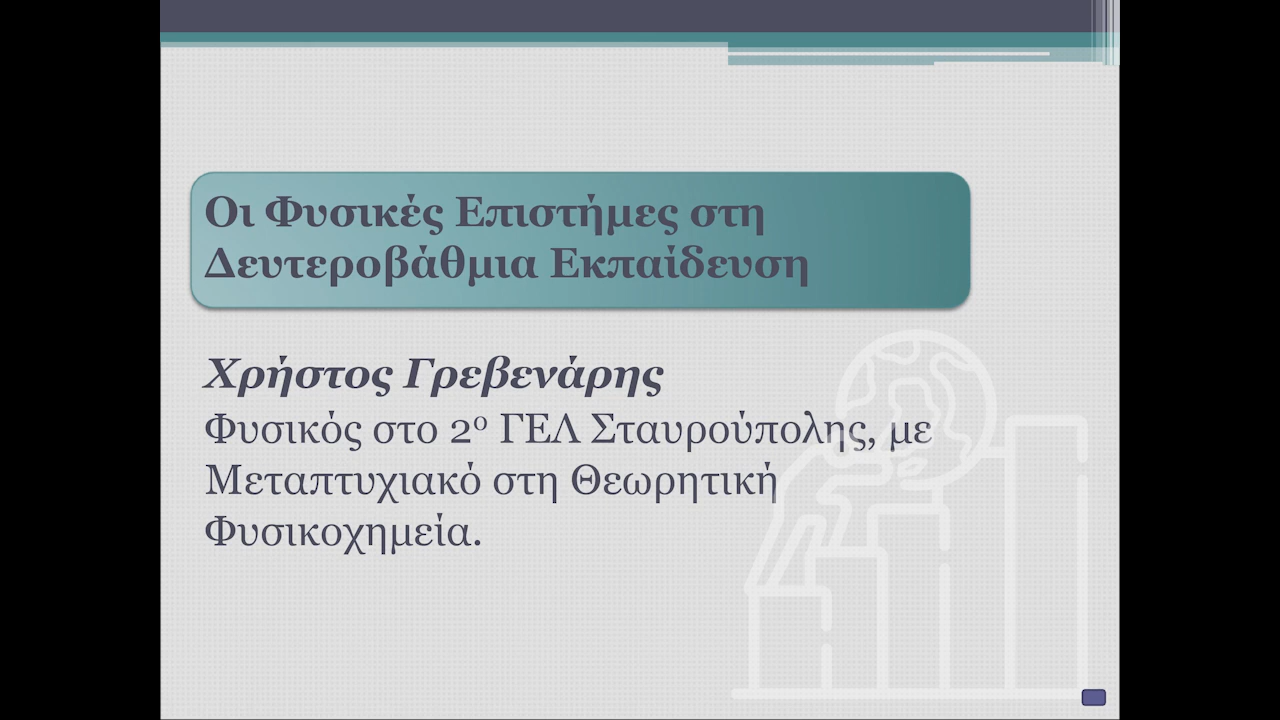 Οι Φυσικές Επιστήμες στη
Δευτεροβάθμια Εκπαίδευση
Χρήστος Γρεβενάρης
Φυσικός στο 2ο ΓΕΛ Σταυρούπολης, με
Μεταπτυχιακό στη Θεωρητική
Φυσικοχημεία.